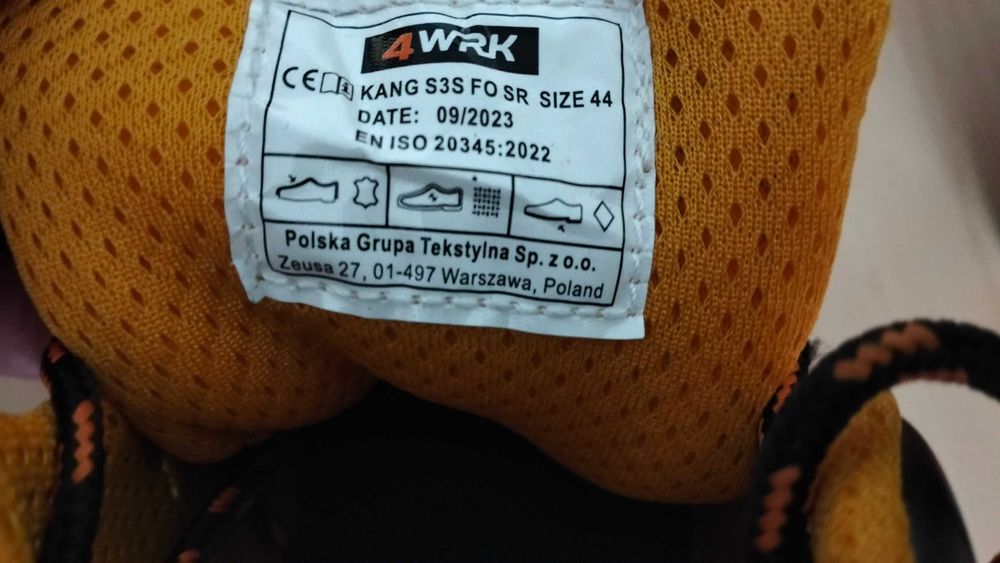 4WRK
CE KANG S3S FO SR SIZE 44
DATE: 09/2023
EN ISO 20345:2022
Polska Grupa Tekstylna Sp. z o.o.
Zeusa 27, 01-497 Warszawa, Poland